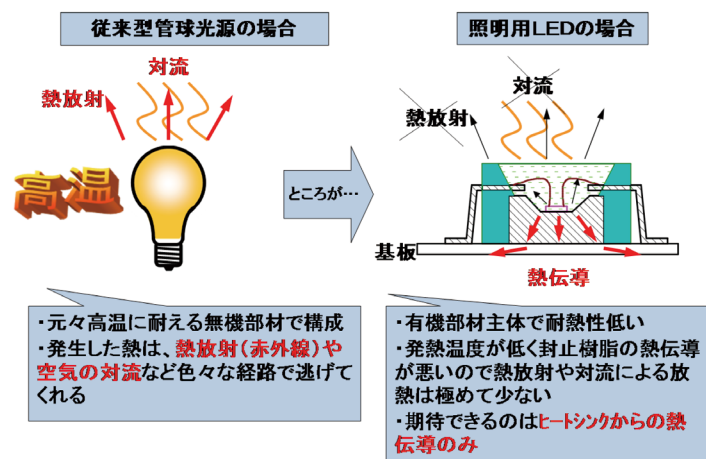 従来型管球光源の場合
対流
熱放射
高温
ところが…
照明用LEDの場合
対流
熱放射
基板
熱伝導
・元々高温に耐える無機部材で構成
・発生した熱は、熱放射(赤外線)や
空気の対流など色々な経路で逃げて
くれる
・有機部材主体で耐熱性低い
・発熱温度が低く封止樹脂の熱伝導
が悪いので熱放射や対流による放
熱は極めて少ない
・期待できるのはヒートシンクからの熱
伝導のみ